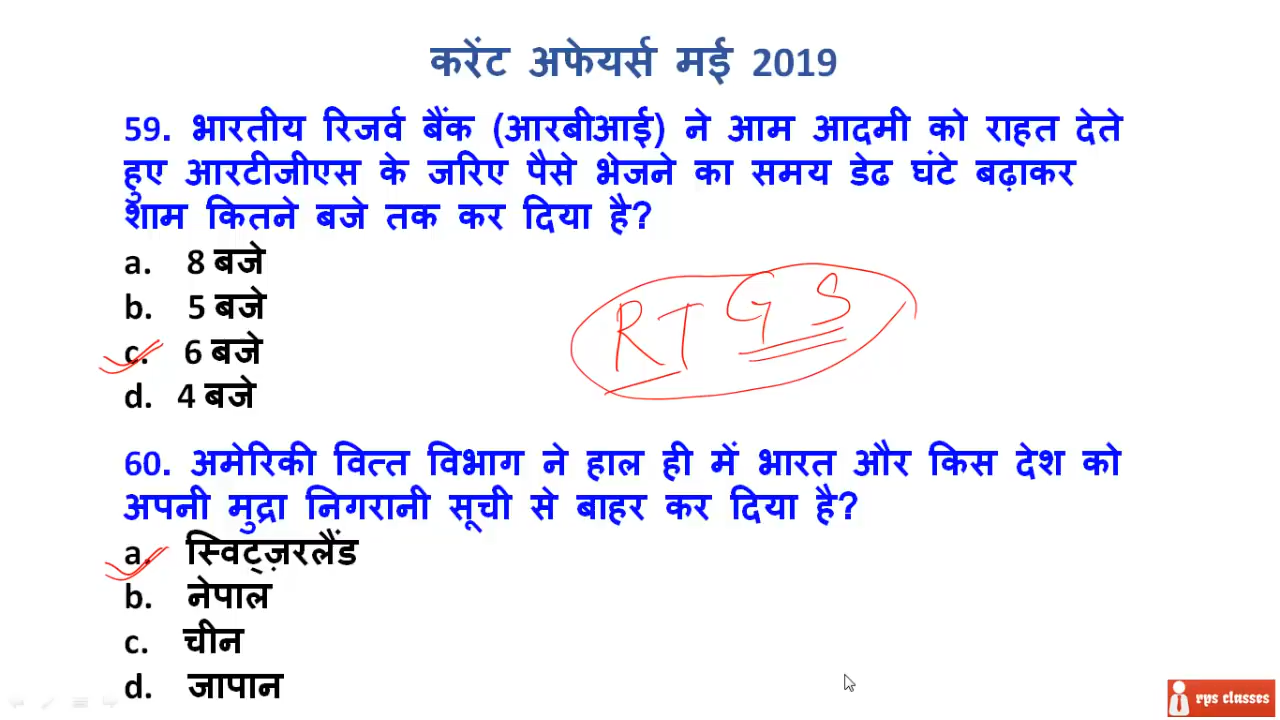 करेंट अफेयर्स मई 2019
59. भारतीय रिजर्व बैंक (आरबीआई) ने आम आदमी को राहत देते
हुए आरटीजीएस के जरिए पैसे भेजने का समय डेढ घंटे बढ़ाकर
शाम कितने बजे तक कर दिया है?
a. 8 बजे
b. 5 बजे
c. 6 बजे
d. 4 बजे
RTGS
60. अमेरिकी वित्त विभाग ने हाल ही में भारत और किस देश को
अपनी मुद्रा निगरानी सूची से बाहर कर दिया है?
a. स्विट्ज़रलैंड
b. नेपाल
c. चीन
d. जापान
rps classes